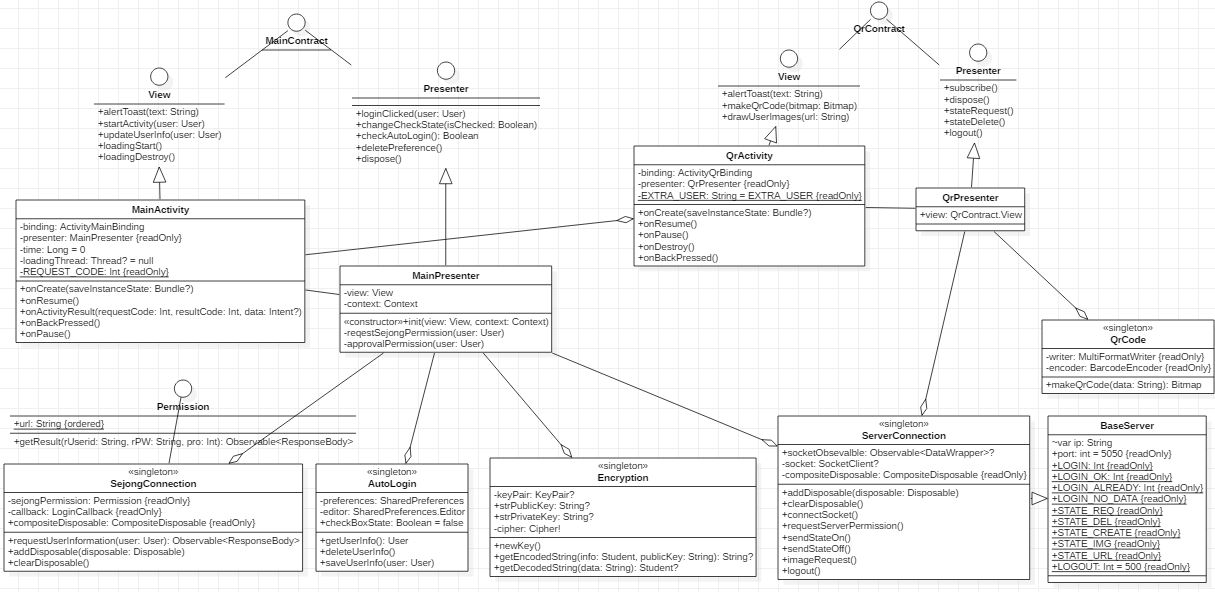 MainContract
View
+alertToast(text: String)
+startActivity(user: User)
+updateUserInfo(user: User)
+loadingStart()
+loadingDestroy()
Presenter
+loginClicked(user: User)
+changeCheckState(isChecked: Boolean)
+checkAutoLogin(): Boolean
+deletePreference()
+dispose()
QrContract
View
+alertToast(text: String)
+makeQrCode(bitmap: Bitmap)
+drawUserImages(url: String)
Presenter
+subscribe()
+dispose()
+stateRequest()
+stateDelete()
+logout()
MainActivity
-binding: ActivityMainBinding
-presenter: MainPresenter {readOnly}
-time: Long = 0
-loadingThread: Thread? = null
-REQUEST_CODE: Int {readOnly}
+onCreate(saveInstanceState: Bundle?)
+onResume()
+onActivityResult(requestCode: Int, resultCode: Int, data: Intent?)
+onBackPressed()
+onPause()
MainPresenter
-view: View
-context: Context
«constructor»+init(view: View, context: Context)
-reqestSejongPermission(user: User)
-approvalPermission(user: User)
QrActivity
-binding: ActivityQrBinding
-presenter: QrPresenter {readOnly}
-EXTRA_USER: String = EXTRA_USER {readOnly}
+onCreate(saveInstanceState: Bundle?)
+onResume()
+onPause()
+onDestroy()
+onBackPressed()
QrPresenter
+view: QrContract.View
«singleton»
QrCode
-writer: MultiFormatWriter {readOnly}
-encoder: BarcodeEncoder {readOnly}
+makeQrCode(data: String): Bitmap
Permission
+url: String {ordered}
+getResult(rUserid: String, rPW: String, pro: Int): Observable<ResponseBody>
«singleton»
SejongConnection
-sejongPermission: Permission {readOnly}
-callback: LoginCallback {readOnly}
+compositeDisposable: CompositeDisposable {readOnly}
+requestUserInformation(user: User): Observable<ResponseBody>
+addDisposable(disposable: Disposable)
+clearDisposable()
«singleton»
AutoLogin
-preferences: SharedPreferences
-editor: SharedPreferences.Editor
+checkBoxState: Boolean = false
+getUserInfo(): User
+deleteUserInfo()
+saveUserInfo(user: User)
«singleton»
Encryption
-keyPair: KeyPair?
+strPublicKey: String?
+strPrivateKey: String?
-cipher: Cipher!
+newKey()
+getEncodedString(info: Student, publicKey: String): String?
+getDecodedString(data: String): Student?
«singleton»
ServerConnection
+socketObsevalble: Observable<DataWrapper>?
-socket: SocketClient?
-compositeDisposable: CompositeDisposable {readOnly}
+addDisposable(disposable: Disposable)
+clearDisposable()
+connectSocket()
+requestServerPermission()
+sendStateOn()
+sendStateOff()
+imageRequest()
+logout()
BaseServer
~var ip: String
+port: int = 5050 {readOnly}
+LOGIN: Int {readOnly}
+LOGIN_OK: Int {readOnly}
+LOGIN_ALREADY: Int {readOnly}
+LOGIN_NO_DATA {readOnly}
+STATE_REQ {readOnly}
+STATE_DEL {readOnly}
+STATE_CREATE {readOnly}
+STATE_IMG {readOnly}
+STATE_URL {readOnly}
+LOGOUT: Int = 500 {readOnly}